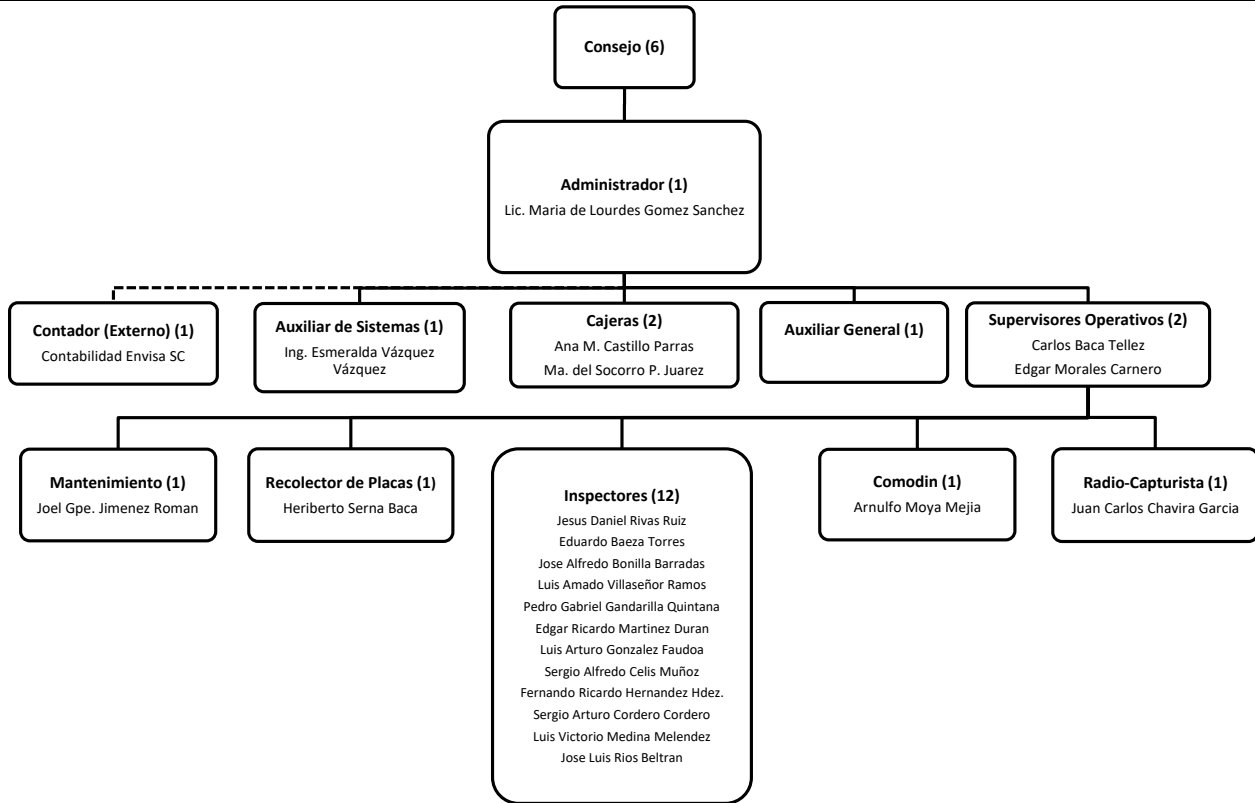 Consejo (6)
Administrador (1)
Lic. Maria de Lourdes Gomez Sanchez
Contador (Externo) (1)
Contabilidad Envisa SC
Auxiliar de Sistemas (1)
Ing. Esmeralda Vázquez
Vázquez
Cajeras (2)
Ana M. Castillo Parras
Ma. del Socorro P. Juarez
Auxiliar General (1)
Supervisores Operativos (2)
Carlos Baca Tellez
Edgar Morales Carnero
Mantenimiento (1)
Joel Gpe. Jimenez Roman
Recolector de Placas (1)
Heriberto Serna Baca
Inspectores (12)
Jesus Daniel Rivas Ruiz
Eduardo Baeza Torres
Jose Alfredo Bonilla Barradas
Luis Amado Villaseñor Ramos
Pedro Gabriel Gandarilla Quintana
Edgar Ricardo Martinez Duran
Luis Arturo Gonzalez Faudoa
Sergio Alfredo Celis Muñoz
Fernando Ricardo Hernandez Hdez.
Sergio Arturo Cordero Cordero
Luis Victorio Medina Melendez
Jose Luis Rios Beltran
Comodin (1)
Arnulfo Moya Mejia
Radio-Capturista (1)
Juan Carlos Chavira Garcia